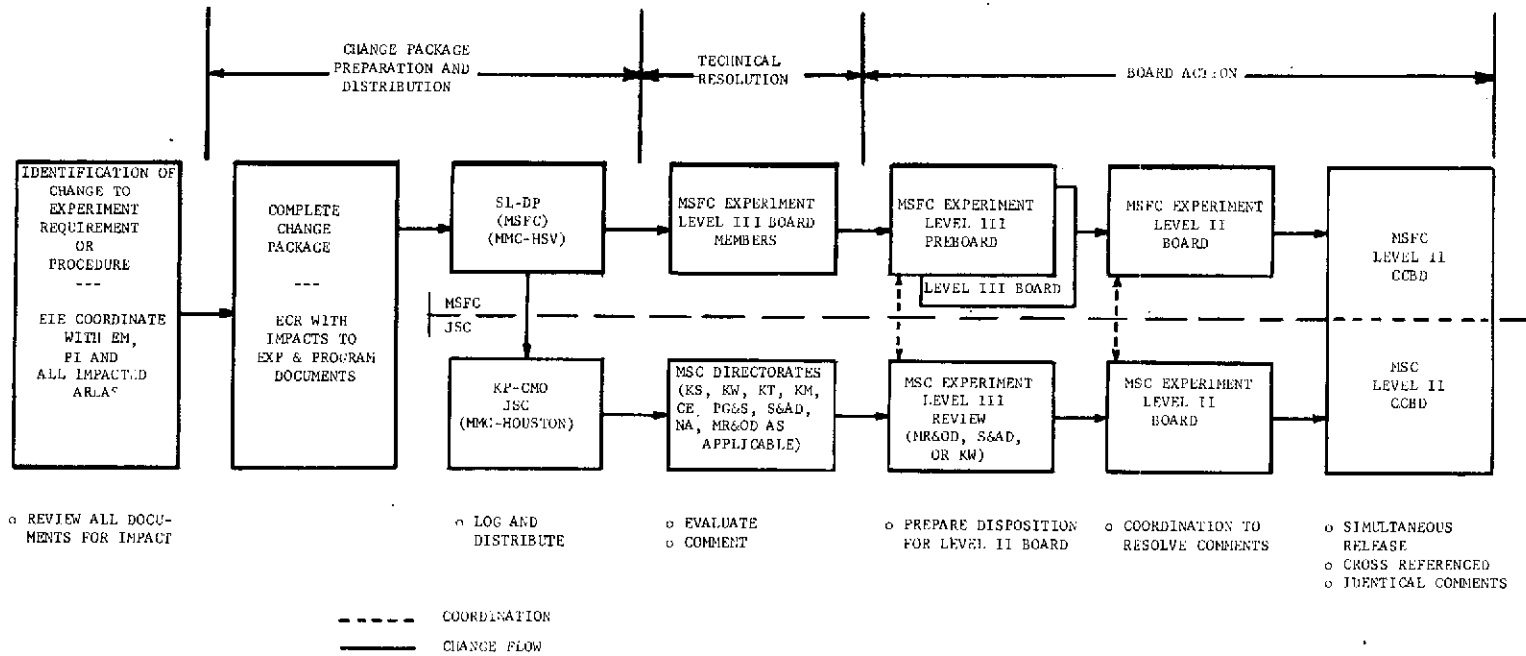 CHANGE PACKAGE
PREPARATION AND
DISTRIBUTION
TECHNICAL
RESOLUTION
BOARD ACTION
IDENTIFICATION OF
CHANGE TO
EXPERIMENT
REQUIREMENT
OR
PROCEDURE
---
EIE COORDINATE
WITH EM,
PI AND
ALL IMPACTED
AREAS
COMPLETE
CHANGE
PACKAGE
---
ECR WITH
IMPACTS TO
EXP & PROGRAM
DOCUMENTS
SL-DP
(MSFC)
(MMC-HSV)
MSFC EXPERIMENT
LEVEL III BOARD
MEMBERS
MSFC EXPERIMENT
LEVEL III
PREBOARD
LEVEL III BOARD
MSFC EXPERIMENT
LEVEL II
BOARD
MSFC
LEVEL II
CCBD
MSFC
JSC
KP-CMO
JSC
(MMC-HOUSTON)
MSC DIRECTORATES
(KS, KW, KT, KM,
CE, PG&S, S&AD,
NA, MR&OD AS
APPLICABLE)
MSC EXPERIMENT
LEVEL III
REVIEW
(MR&OD, S&AD,
OR KW)
MSC EXPERIMENT
LEVEL II
BOARD
MSC
LEVEL II
CCBD
o REVIEW ALL DOCU-
MENTS FOR IMPACT
o LOG AND
DISTRIBUTE
o EVALUATE
o COMMENT
o PREPARE DISPOSITION
FOR LEVEL II BOARD
o COORDINATION TO
RESOLVE COMMENTS
o SIMULTANEOUS
RELEASE
o CROSS REFERENCED
o IDENTICAL COMMENTS
COORDINATION
CHANGE FLOW